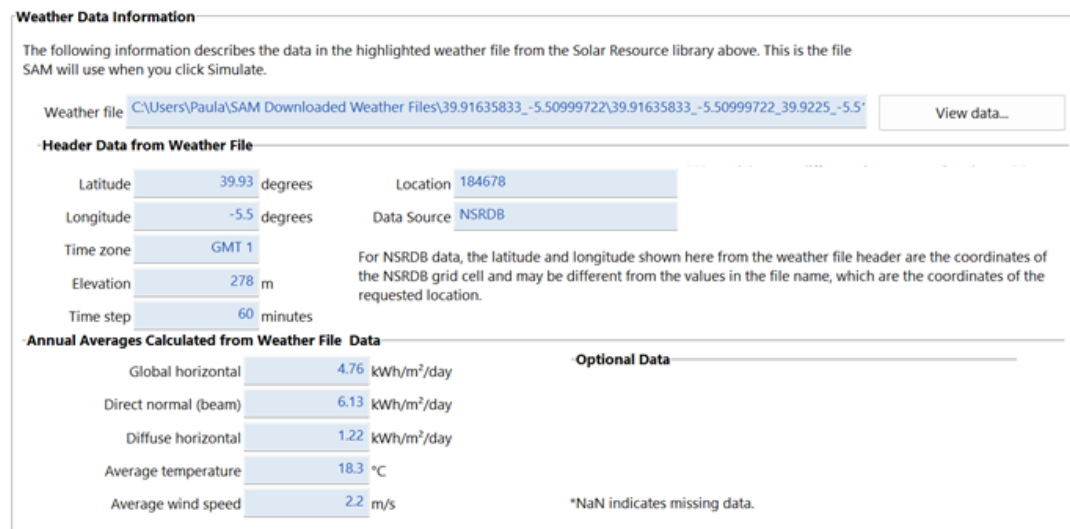 Weather Data Information
The following information describes the data in the highlighted weather file from the Solar Resource library above. This is the file
SAM will use when you click Simulate.
Weather file C:\Users\Paula\SAM Downloaded Weather Files\39.91635833_-5.50999722\39.91635833_-5.50999722_39.9225_-5.5 View data...
Header Data from Weather File
Latitude 39.93 degrees Location 184678
Longitude -5.5 degrees Data Source NSRDB
Time zone GMT 1
For NSRDB data, the latitude and longitude shown here from the weather file header are the coordinates of
Elevation 278 m the NSRDB grid cell and may be different from the values in the file name, which are the coordinates of the
requested location.
Time step 60 minutes
Annual Averages Calculated from Weather File Data
Optional Data
Global horizontal 4.76 kWh/m²/day
Direct normal (beam) 6.13 kWh/m²/day
Diffuse horizontal 1.22 kWh/m²/day
Average temperature 18.3 °C
Average wind speed 2.2 m/s *NaN indicates missing data.